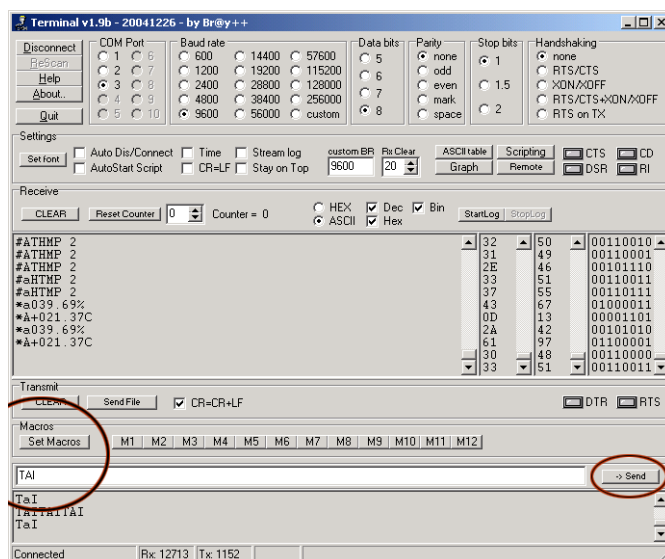 Terminal v1.9b - 20041226 - by Br@y++
Disconnect
ReScan
Help
About..
Quit
COM Port
1 6
2 7
3 8
4 9
5 10
Baud rate
600 14400 57600
1200 19200 115200
2400 28800 128000
4800 38400 256000
9600 56000 custom
Data bits
5
6
7
8
Parity
none
odd
even
mark
space
Stop bits
1
1.5
2
Handshaking
none
RTS/CTS
XON/XOFF
RTS/CTS+XON/XOFF
RTS on TX
Settings
Set font
Auto Dis/Connect Time Stream log
AutoStart Script CR=LF Stay on Top
custom BR Rx Clear
9600 20
ASCII table Scripting CTS CD
Graph Remote DSR RI
Receive
CLEAR Reset Counter 0 Counter = 0
HEX Dec Bin
ASCII Hex
StartLog StopLog
#ATHMP 2 32 50 00110010
#ATHMP 2 31 49 00110001
#ATHMP 2 2E 46 00101110
#aHTMP 2 33 51 00110011
#aHTMP 2 37 55 00110111
*a039.69% 43 67 01000011
*A+021.37C 0D 13 00001101
*a039.69% 2A 42 00101010
*A+021.37C 61 97 01100001
30 48 00110000
33 51 00110011
Transmit
CLEAR Send File CR=CR+LF DTR RTS
Macros
Set Macros M1 M2 M3 M4 M5 M6 M7 M8 M9 M10 M11 M12
TAI -> Send
TaI
TAITAITAI
TaI
Connected Rx: 12713 Tx: 1152